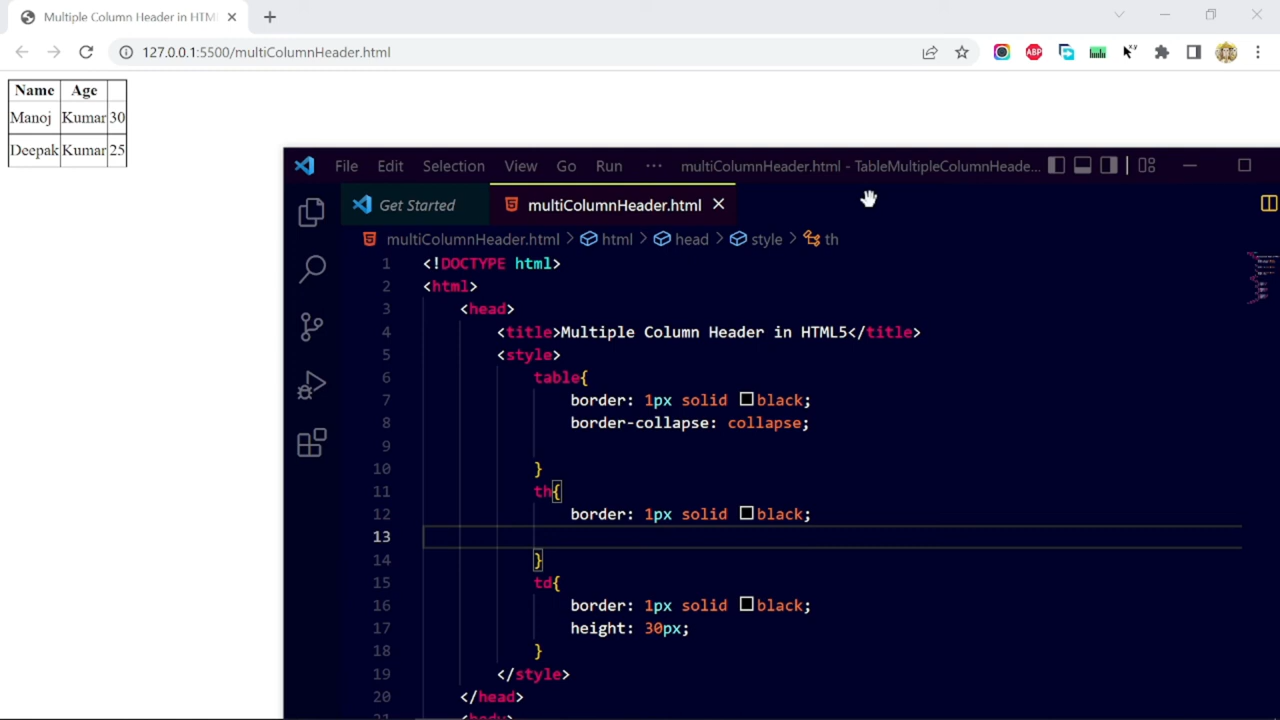 Multiple Column Header in HTM
127.0.0.1:5500/multiColumnHeader.html
ABP
Name Age
Manoj Kumar 30
Deepak Kumar 25
File Edit Selection View Go Run ··· multiColumnHeader.html - TableMultipleColumnHeade...
Get Started multiColumnHeader.html
multiColumnHeader.html > html > head > style > th
1 <!DOCTYPE html>
2 <html>
3 <head>
4 <title>Multiple Column Header in HTML5</title>
5 <style>
6 table{
7 border: 1px solid black;
8 border-collapse: collapse;
9
10 }
11 th{
12 border: 1px solid black;
13
14 }
15 td{
16 border: 1px solid black;
17 height: 30px;
18 }
19 </style>
20 </head>
21 <body>